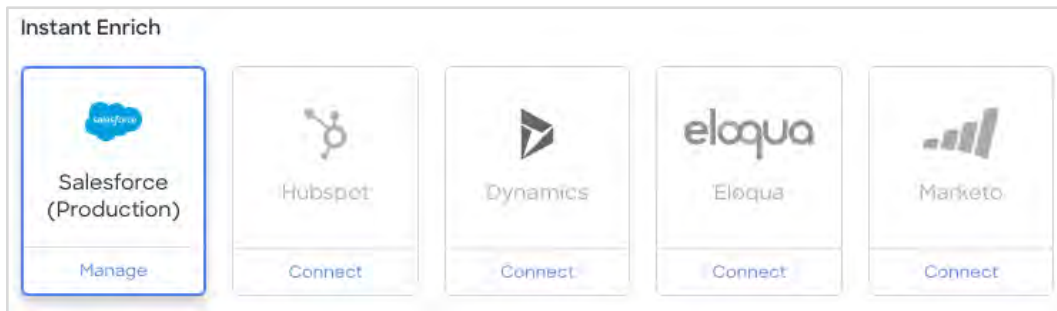 Instant Enrich
salesforce
Salesforce
(Production)
Manage
Hubspot
Connect
Dynamics
Connect
eloqua
Eloqua
Connect
Marketo
Connect